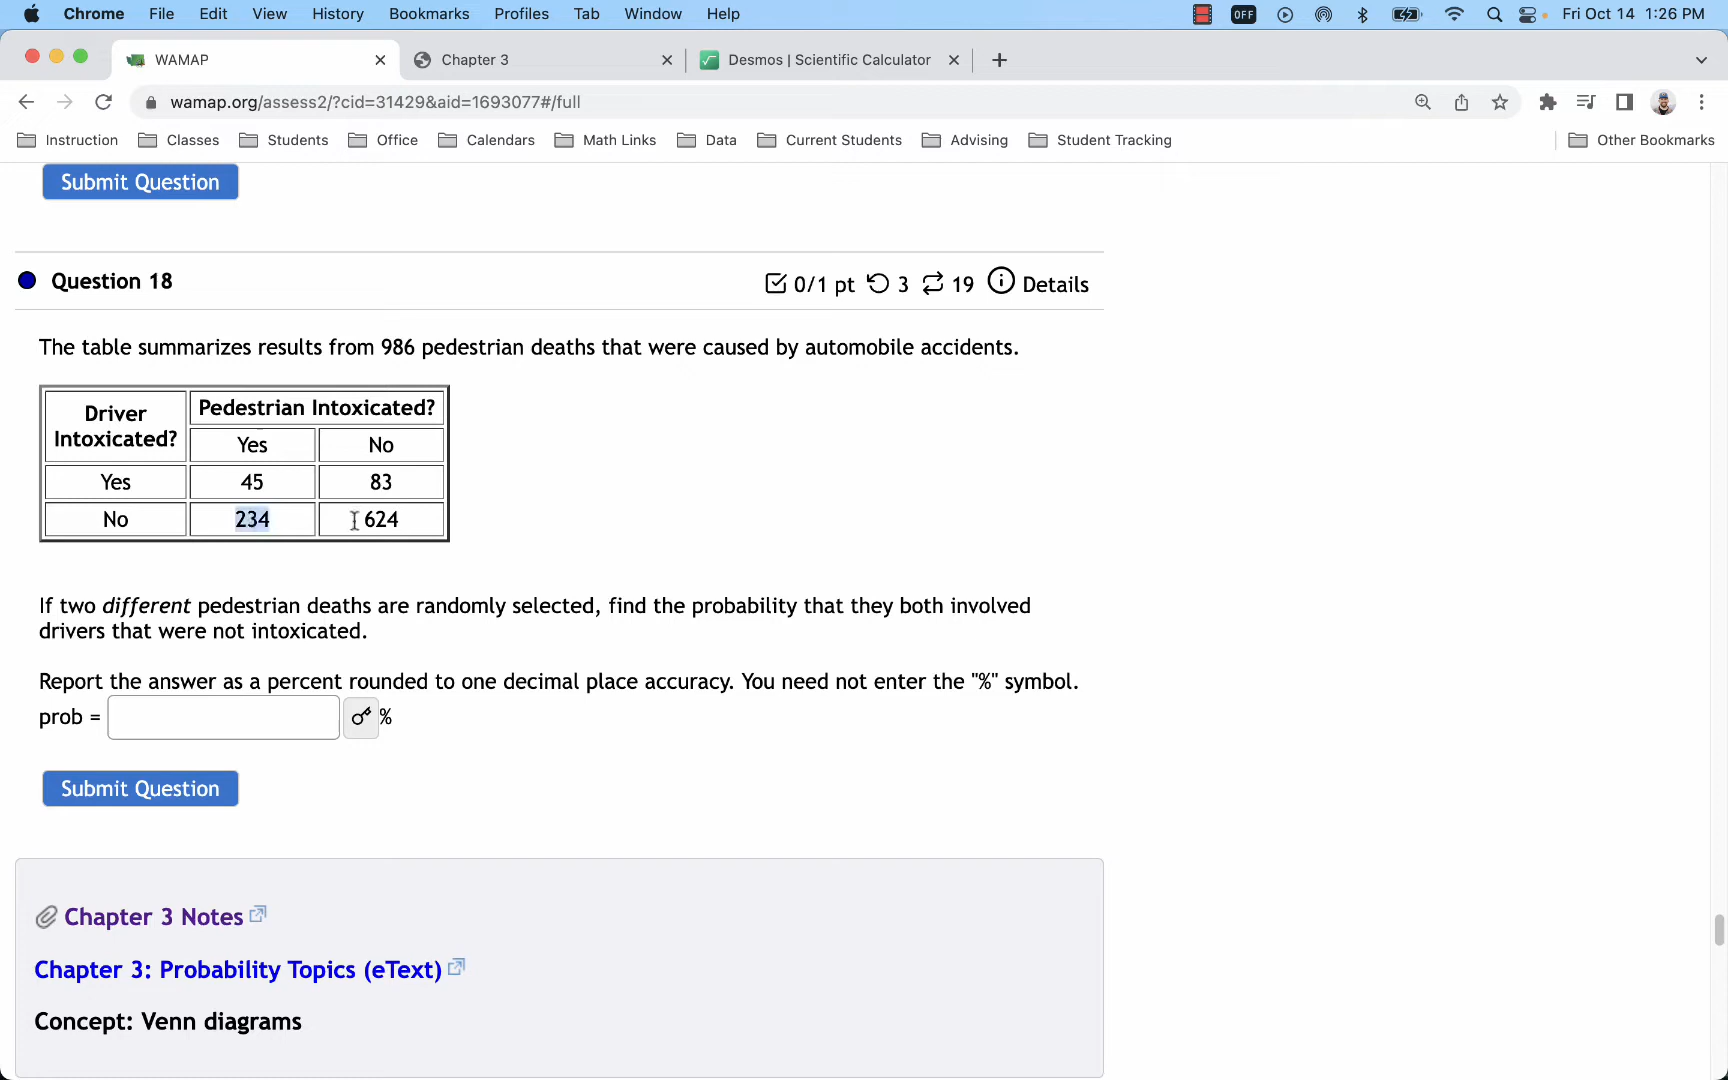 Chrome File Edit View History Bookmarks Profiles Tab Window Help OFF Fri Oct 14 1:26 PM
WAMAP Chapter 3 Desmos | Scientific Calculator
wamap.org/assess2/?cid=31429&aid=1693077#/full
Instruction Classes Students Office Calendars Math Links Data Current Students Advising Student Tracking Other Bookmarks
Submit Question
Question 18 0/1 pt 3 19 Details
The table summarizes results from 986 pedestrian deaths that were caused by automobile accidents.
Driver Intoxicated? Pedestrian Intoxicated?
Yes No
Yes 45 83
No 234 624
If two different pedestrian deaths are randomly selected, find the probability that they both involved
drivers that were not intoxicated.
Report the answer as a percent rounded to one decimal place accuracy. You need not enter the "%" symbol.
prob = %
Submit Question
Chapter 3 Notes
Chapter 3: Probability Topics (eText)
Concept: Venn diagrams